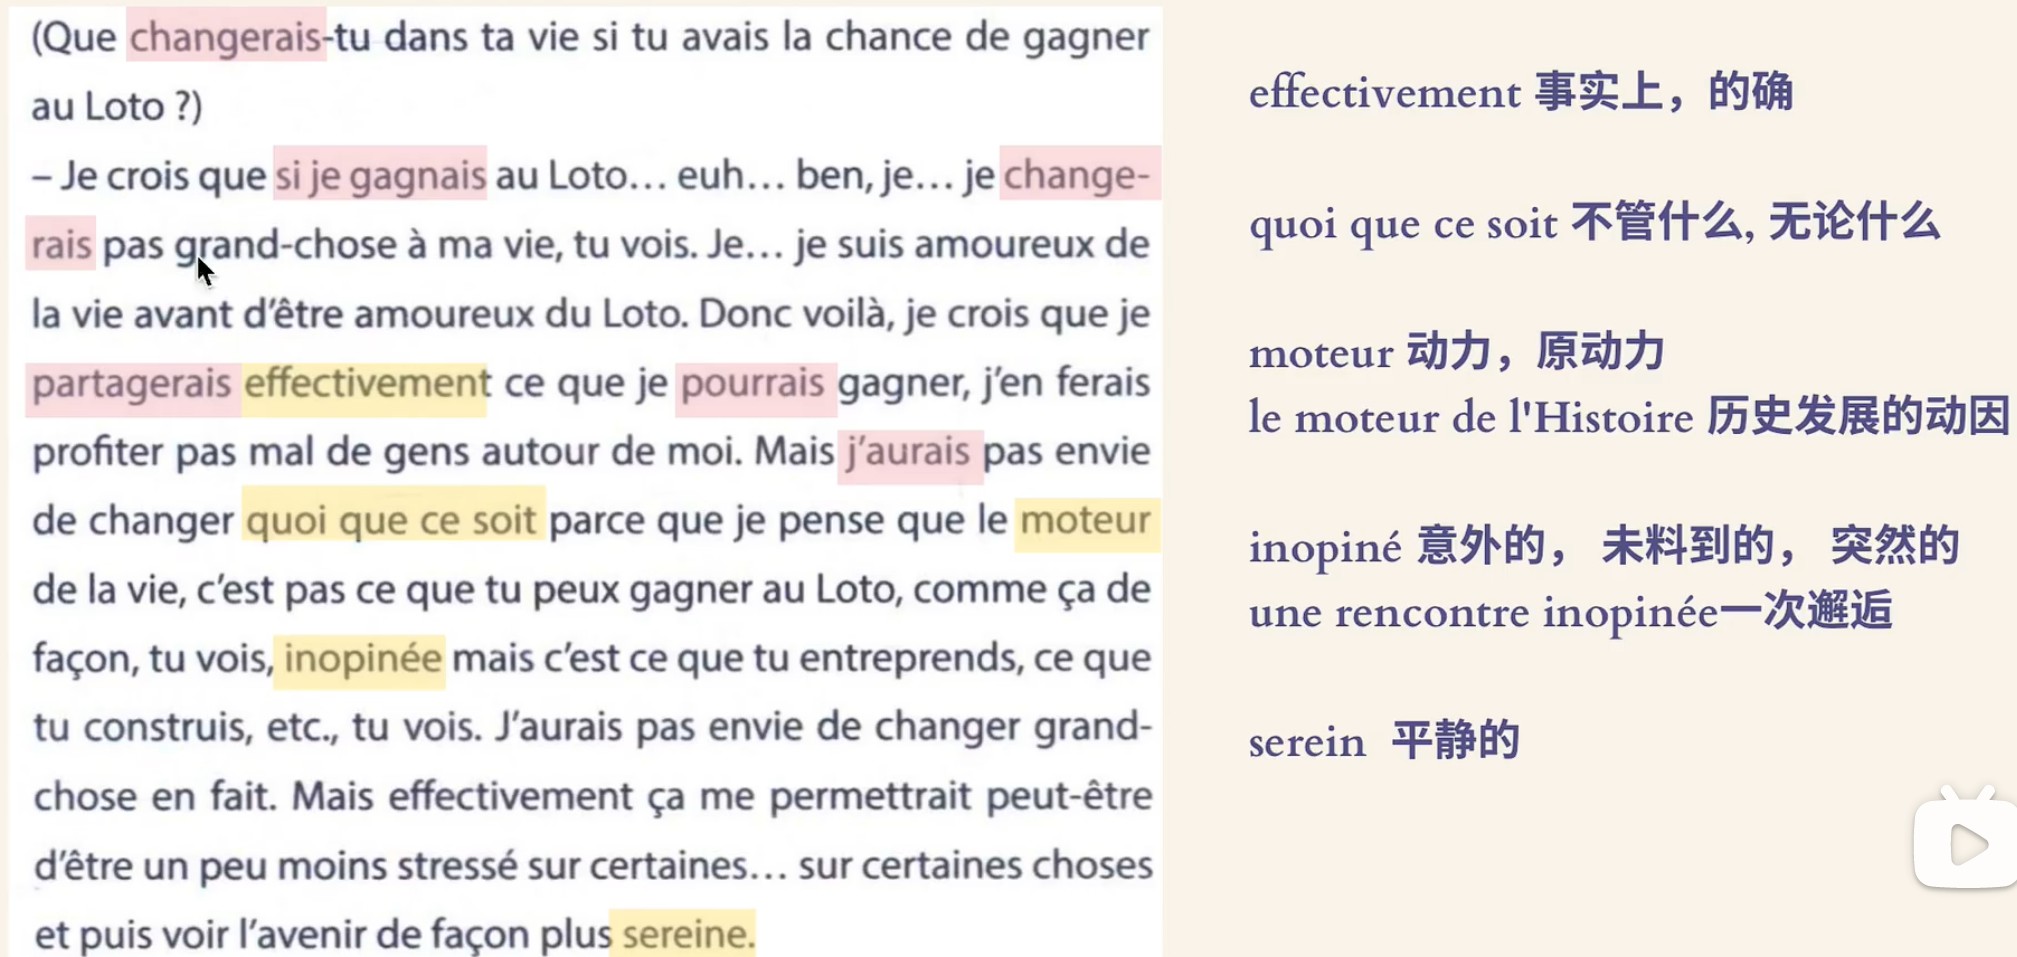 (Que changerais-tu dans ta vie si tu avais la chance de gagner
au Loto ?)
– Je crois que si je gagnais au Loto… euh… ben, je… je change-
rais pas grand-chose à ma vie, tu vois. Je… je suis amoureux de
la vie avant d’être amoureux du Loto. Donc voilà, je crois que je
partagerais effectivement ce que je pourrais gagner, j’en ferais
profiter pas mal de gens autour de moi. Mais j’aurais pas envie
de changer quoi que ce soit parce que je pense que le moteur
de la vie, c’est pas ce que tu peux gagner au Loto, comme ça de
façon, tu vois, inopinée mais c’est ce que tu entreprends, ce que
tu construis, etc., tu vois. J’aurais pas envie de changer grand-
chose en fait. Mais effectivement ça me permettrait peut-être
d’être un peu moins stressé sur certaines… sur certaines choses
et puis voir l’avenir de façon plus sereine.
effectivement 事实上，的确
quoi que ce soit 不管什么, 无论什么
moteur 动力，原动力
le moteur de l'Histoire 历史发展的动因
inopiné 意外的， 未料到的， 突然的
une rencontre inopinée一次邂逅
serein 平静的